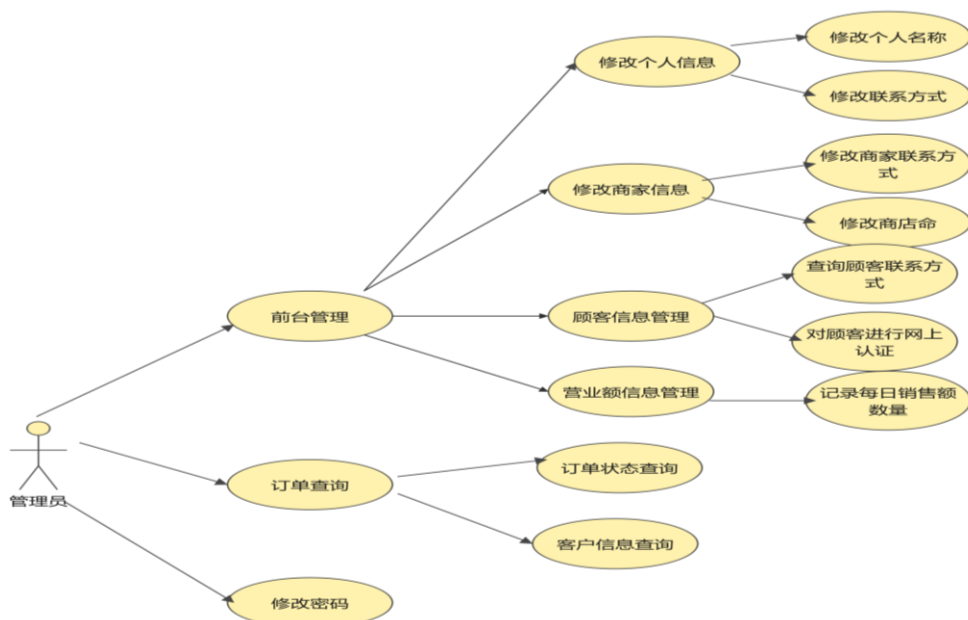 修改个人名称
修改个人信息
修改联系方式
修改商家联系方
式
修改商家信息
修改商店命
查询顾客联系方
式
前台管理
顾客信息管理
对顾客进行网上
认证
营业额信息管理
记录每日销售额
数量
订单状态查询
订单查询
管理员
客户信息查询
修改密码